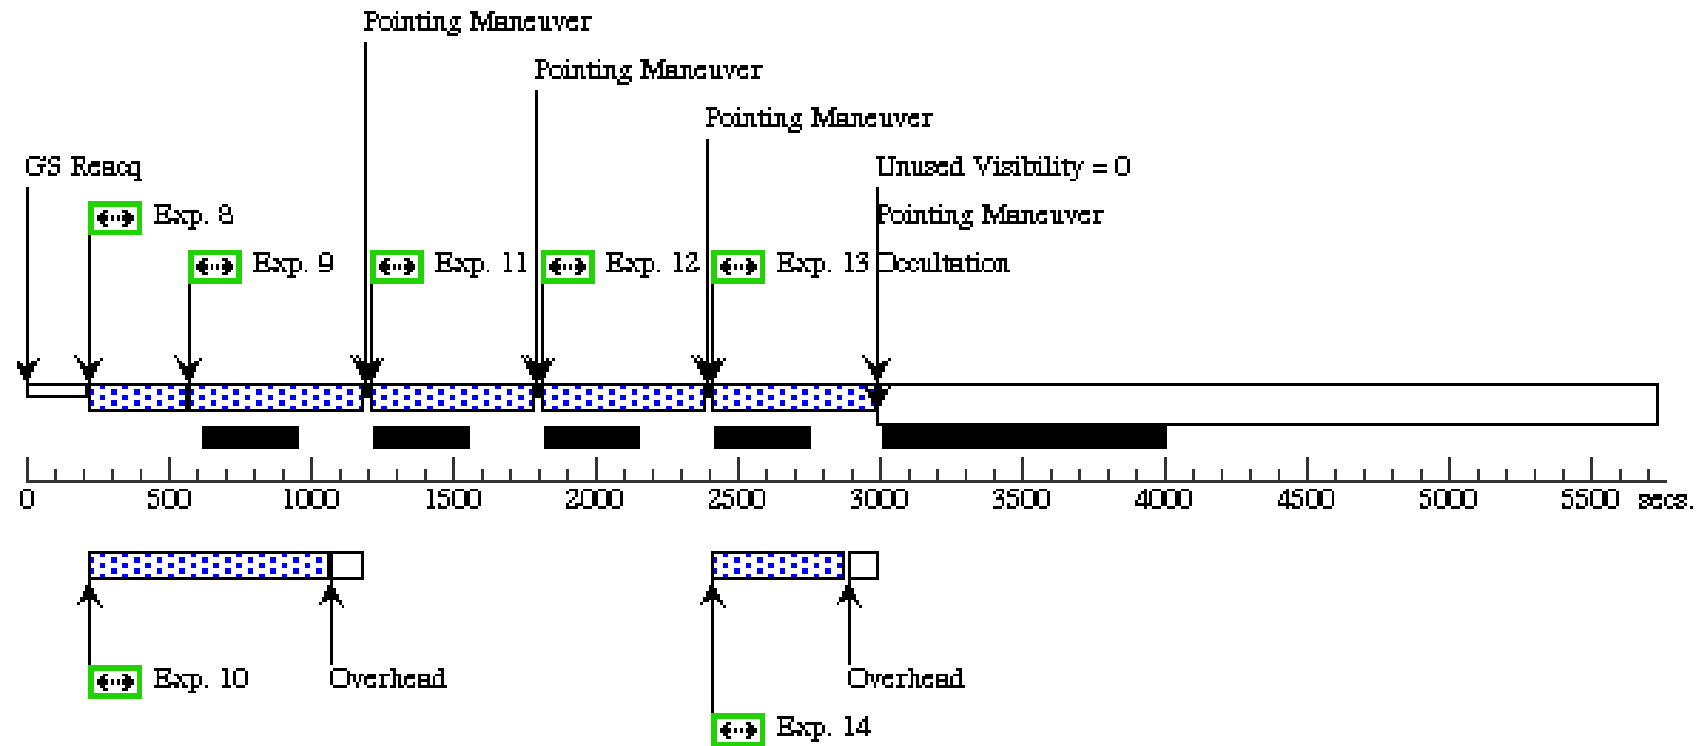 Pointing Maneuver
Pointing Maneuver
Pointing Maneuver
GS Reacq
Unused Visibility = 0
Exp. 8
Pointing Maneuver
Exp. 9
Exp. 11
Exp. 12
Exp. 13
Occultation
0 500 1000 1500 2000 2500 3000 3500 4000 4500 5000 5500 secs.
Exp. 10
Overhead
Overhead
Exp. 14